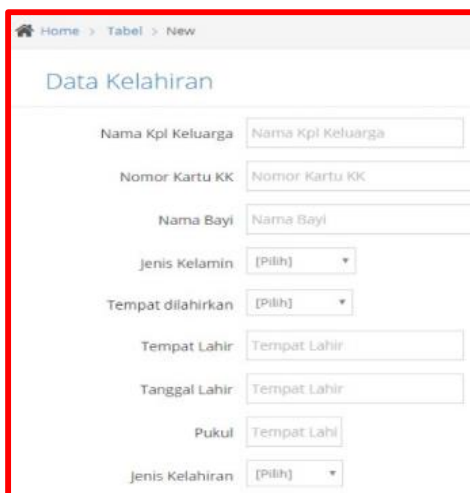 Home > Tabel > New
Data Kelahiran
Nama Kpl Keluarga Nama Kpl Keluarga
Nomor Kartu KK Nomor Kartu KK
Nama Bayi Nama Bayi
Jenis Kelamin [Pilih]
Tempat dilahirkan [Pilih]
Tempat Lahir Tempat Lahir
Tanggal Lahir Tempat Lahir
Pukul Tempat Lahi
Jenis Kelahiran [Pilih]